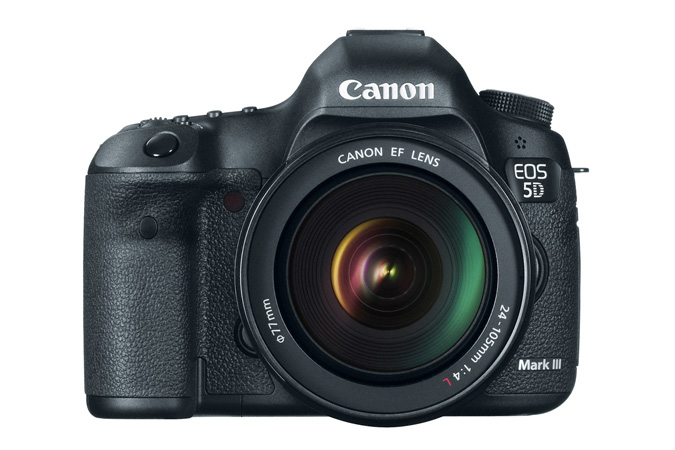 Canon
CANON EF LENS
EOS
5D
Φ77mm
24-105mm 1:4 L
Mark III